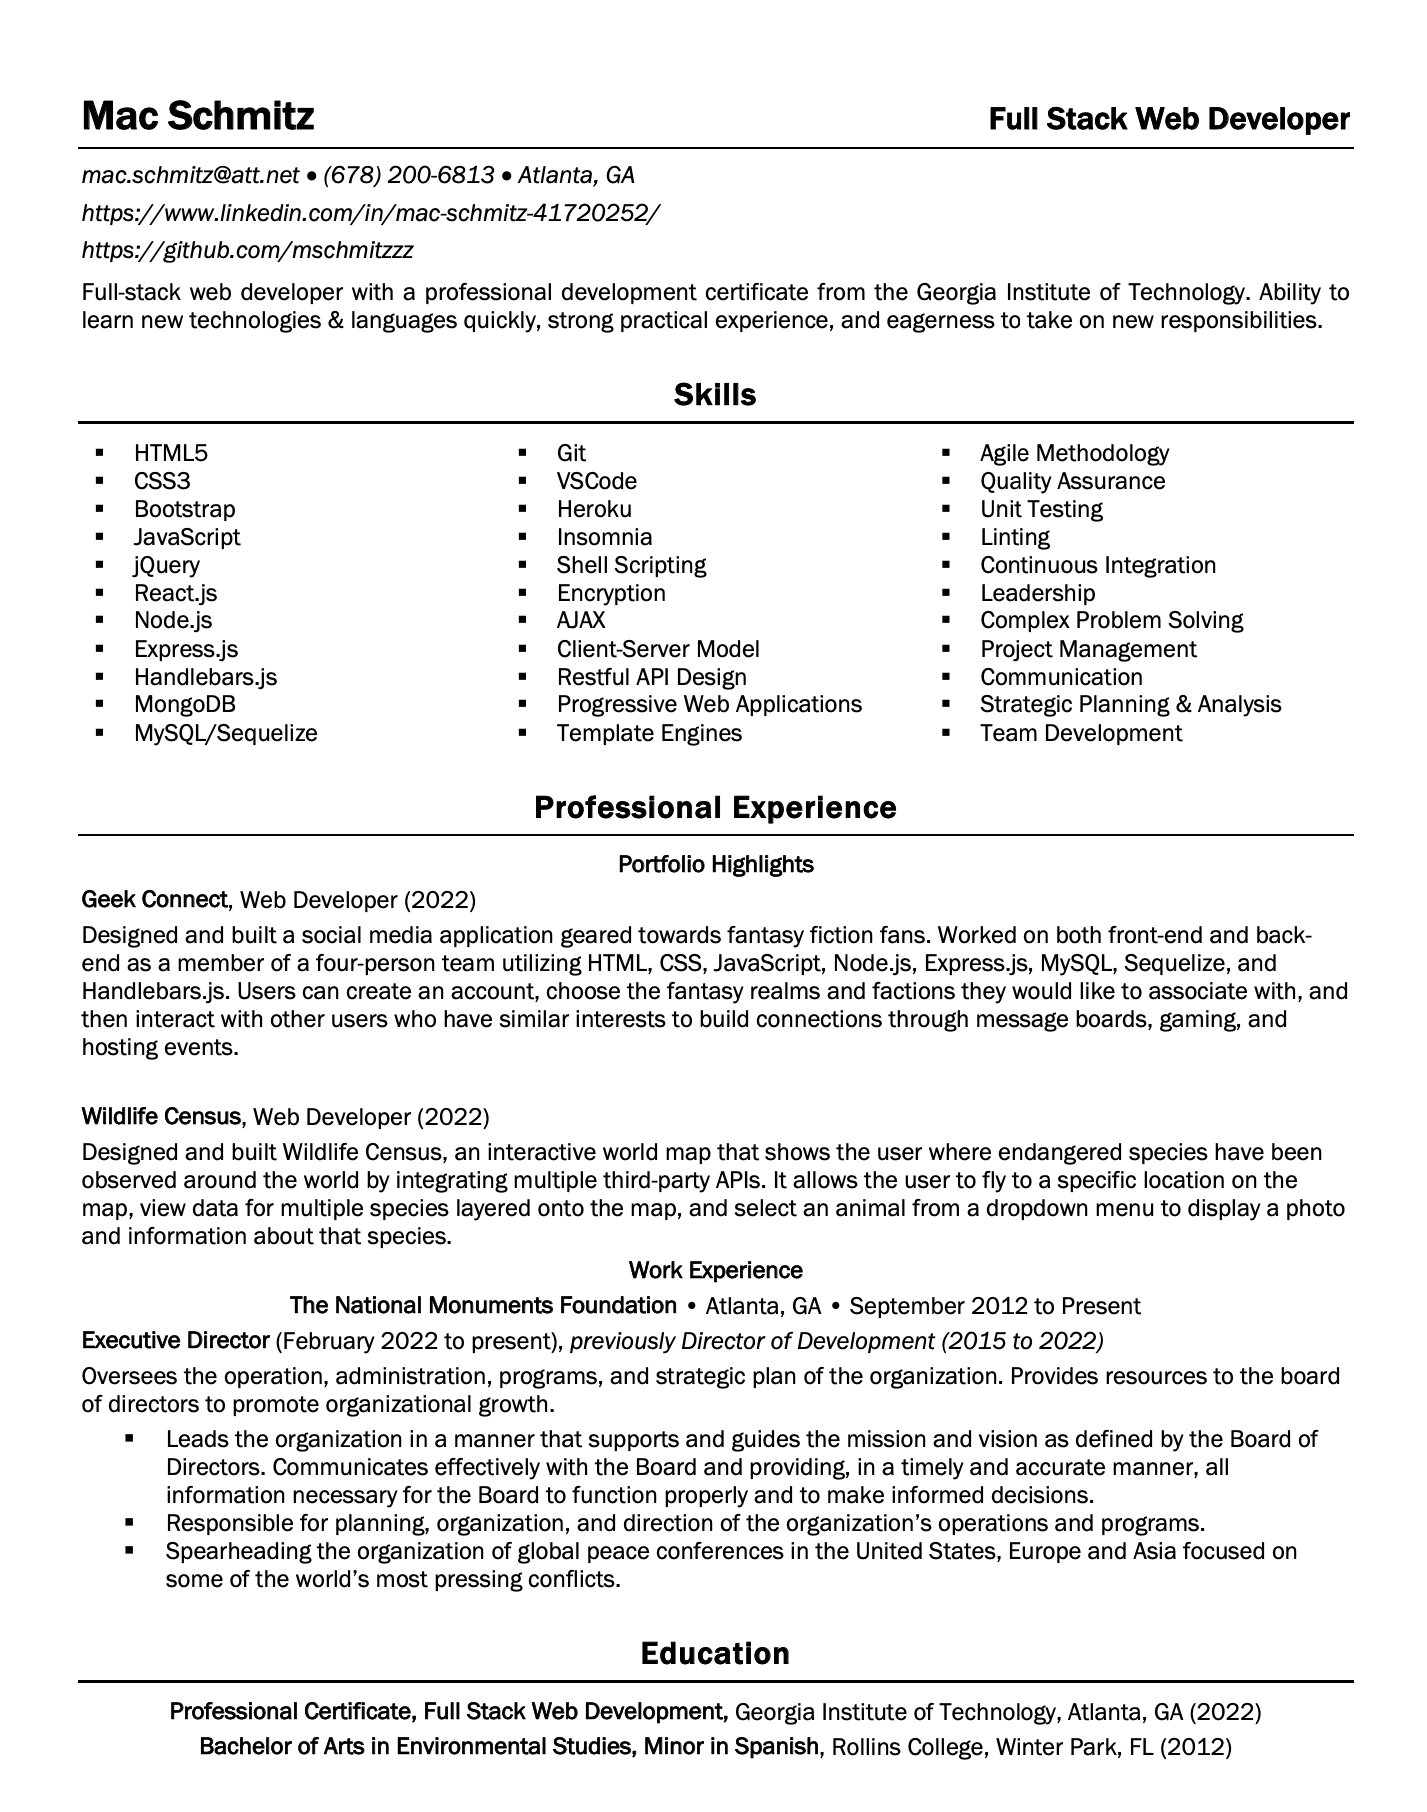 Mac Schmitz Full Stack Web Developer
mac.schmitz@att.net • (678) 200-6813 • Atlanta, GA
https://www.linkedin.com/in/mac-schmitz-41720252/
https://github.com/mschmitzzz
Full-stack web developer with a professional development certificate from the Georgia Institute of Technology. Ability to
learn new technologies & languages quickly, strong practical experience, and eagerness to take on new responsibilities.
Skills
▪ HTML5
▪ CSS3
▪ Bootstrap
▪ JavaScript
▪ jQuery
▪ React.js
▪ Node.js
▪ Express.js
▪ Handlebars.js
▪ MongoDB
▪ MySQL/Sequelize
▪ Git
▪ VSCode
▪ Heroku
▪ Insomnia
▪ Shell Scripting
▪ Encryption
▪ AJAX
▪ Client-Server Model
▪ Restful API Design
▪ Progressive Web Applications
▪ Template Engines
▪ Agile Methodology
▪ Quality Assurance
▪ Unit Testing
▪ Linting
▪ Continuous Integration
▪ Leadership
▪ Complex Problem Solving
▪ Project Management
▪ Communication
▪ Strategic Planning & Analysis
▪ Team Development
Professional Experience
Portfolio Highlights
Geek Connect, Web Developer (2022)
Designed and built a social media application geared towards fantasy fiction fans. Worked on both front-end and back-
end as a member of a four-person team utilizing HTML, CSS, JavaScript, Node.js, Express.js, MySQL, Sequelize, and
Handlebars.js. Users can create an account, choose the fantasy realms and factions they would like to associate with, and
then interact with other users who have similar interests to build connections through message boards, gaming, and
hosting events.
Wildlife Census, Web Developer (2022)
Designed and built Wildlife Census, an interactive world map that shows the user where endangered species have been
observed around the world by integrating multiple third-party APIs. It allows the user to fly to a specific location on the
map, view data for multiple species layered onto the map, and select an animal from a dropdown menu to display a photo
and information about that species.
Work Experience
The National Monuments Foundation • Atlanta, GA • September 2012 to Present
Executive Director (February 2022 to present), previously Director of Development (2015 to 2022)
Oversees the operation, administration, programs, and strategic plan of the organization. Provides resources to the board
of directors to promote organizational growth.
▪ Leads the organization in a manner that supports and guides the mission and vision as defined by the Board of
Directors. Communicates effectively with the Board and providing, in a timely and accurate manner, all
information necessary for the Board to function properly and to make informed decisions.
▪ Responsible for planning, organization, and direction of the organization’s operations and programs.
▪ Spearheading the organization of global peace conferences in the United States, Europe and Asia focused on
some of the world’s most pressing conflicts.
Education
Professional Certificate, Full Stack Web Development, Georgia Institute of Technology, Atlanta, GA (2022)
Bachelor of Arts in Environmental Studies, Minor in Spanish, Rollins College, Winter Park, FL (2012)